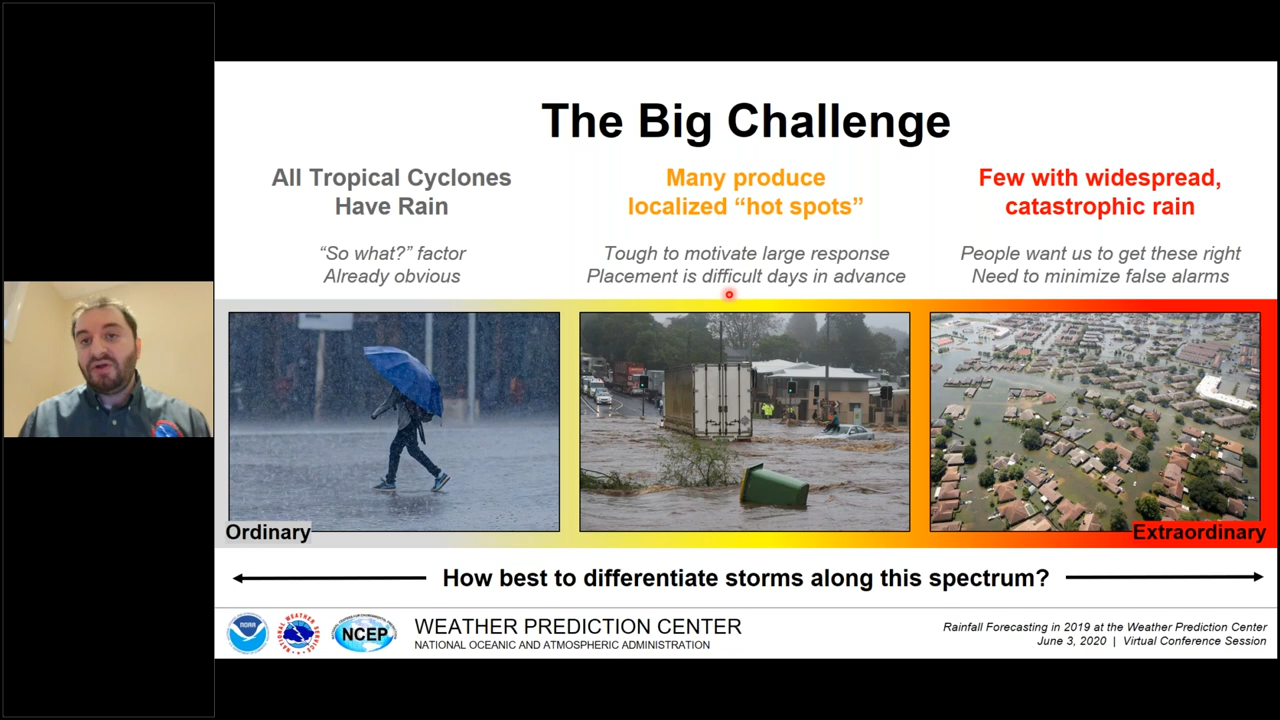 The Big Challenge
All Tropical Cyclones
Have Rain
“So what?” factor
Already obvious
Many produce
localized “hot spots”
Tough to motivate large response
Placement is difficult days in advance
Few with widespread,
catastrophic rain
People want us to get these right
Need to minimize false alarms
Ordinary
Extraordinary
How best to differentiate storms along this spectrum?
NOAA
NATIONAL WEATHER SERVICE
NCEP
WEATHER PREDICTION CENTER
NATIONAL OCEANIC AND ATMOSPHERIC ADMINISTRATION
Rainfall Forecasting in 2019 at the Weather Prediction Center
June 3, 2020 | Virtual Conference Session